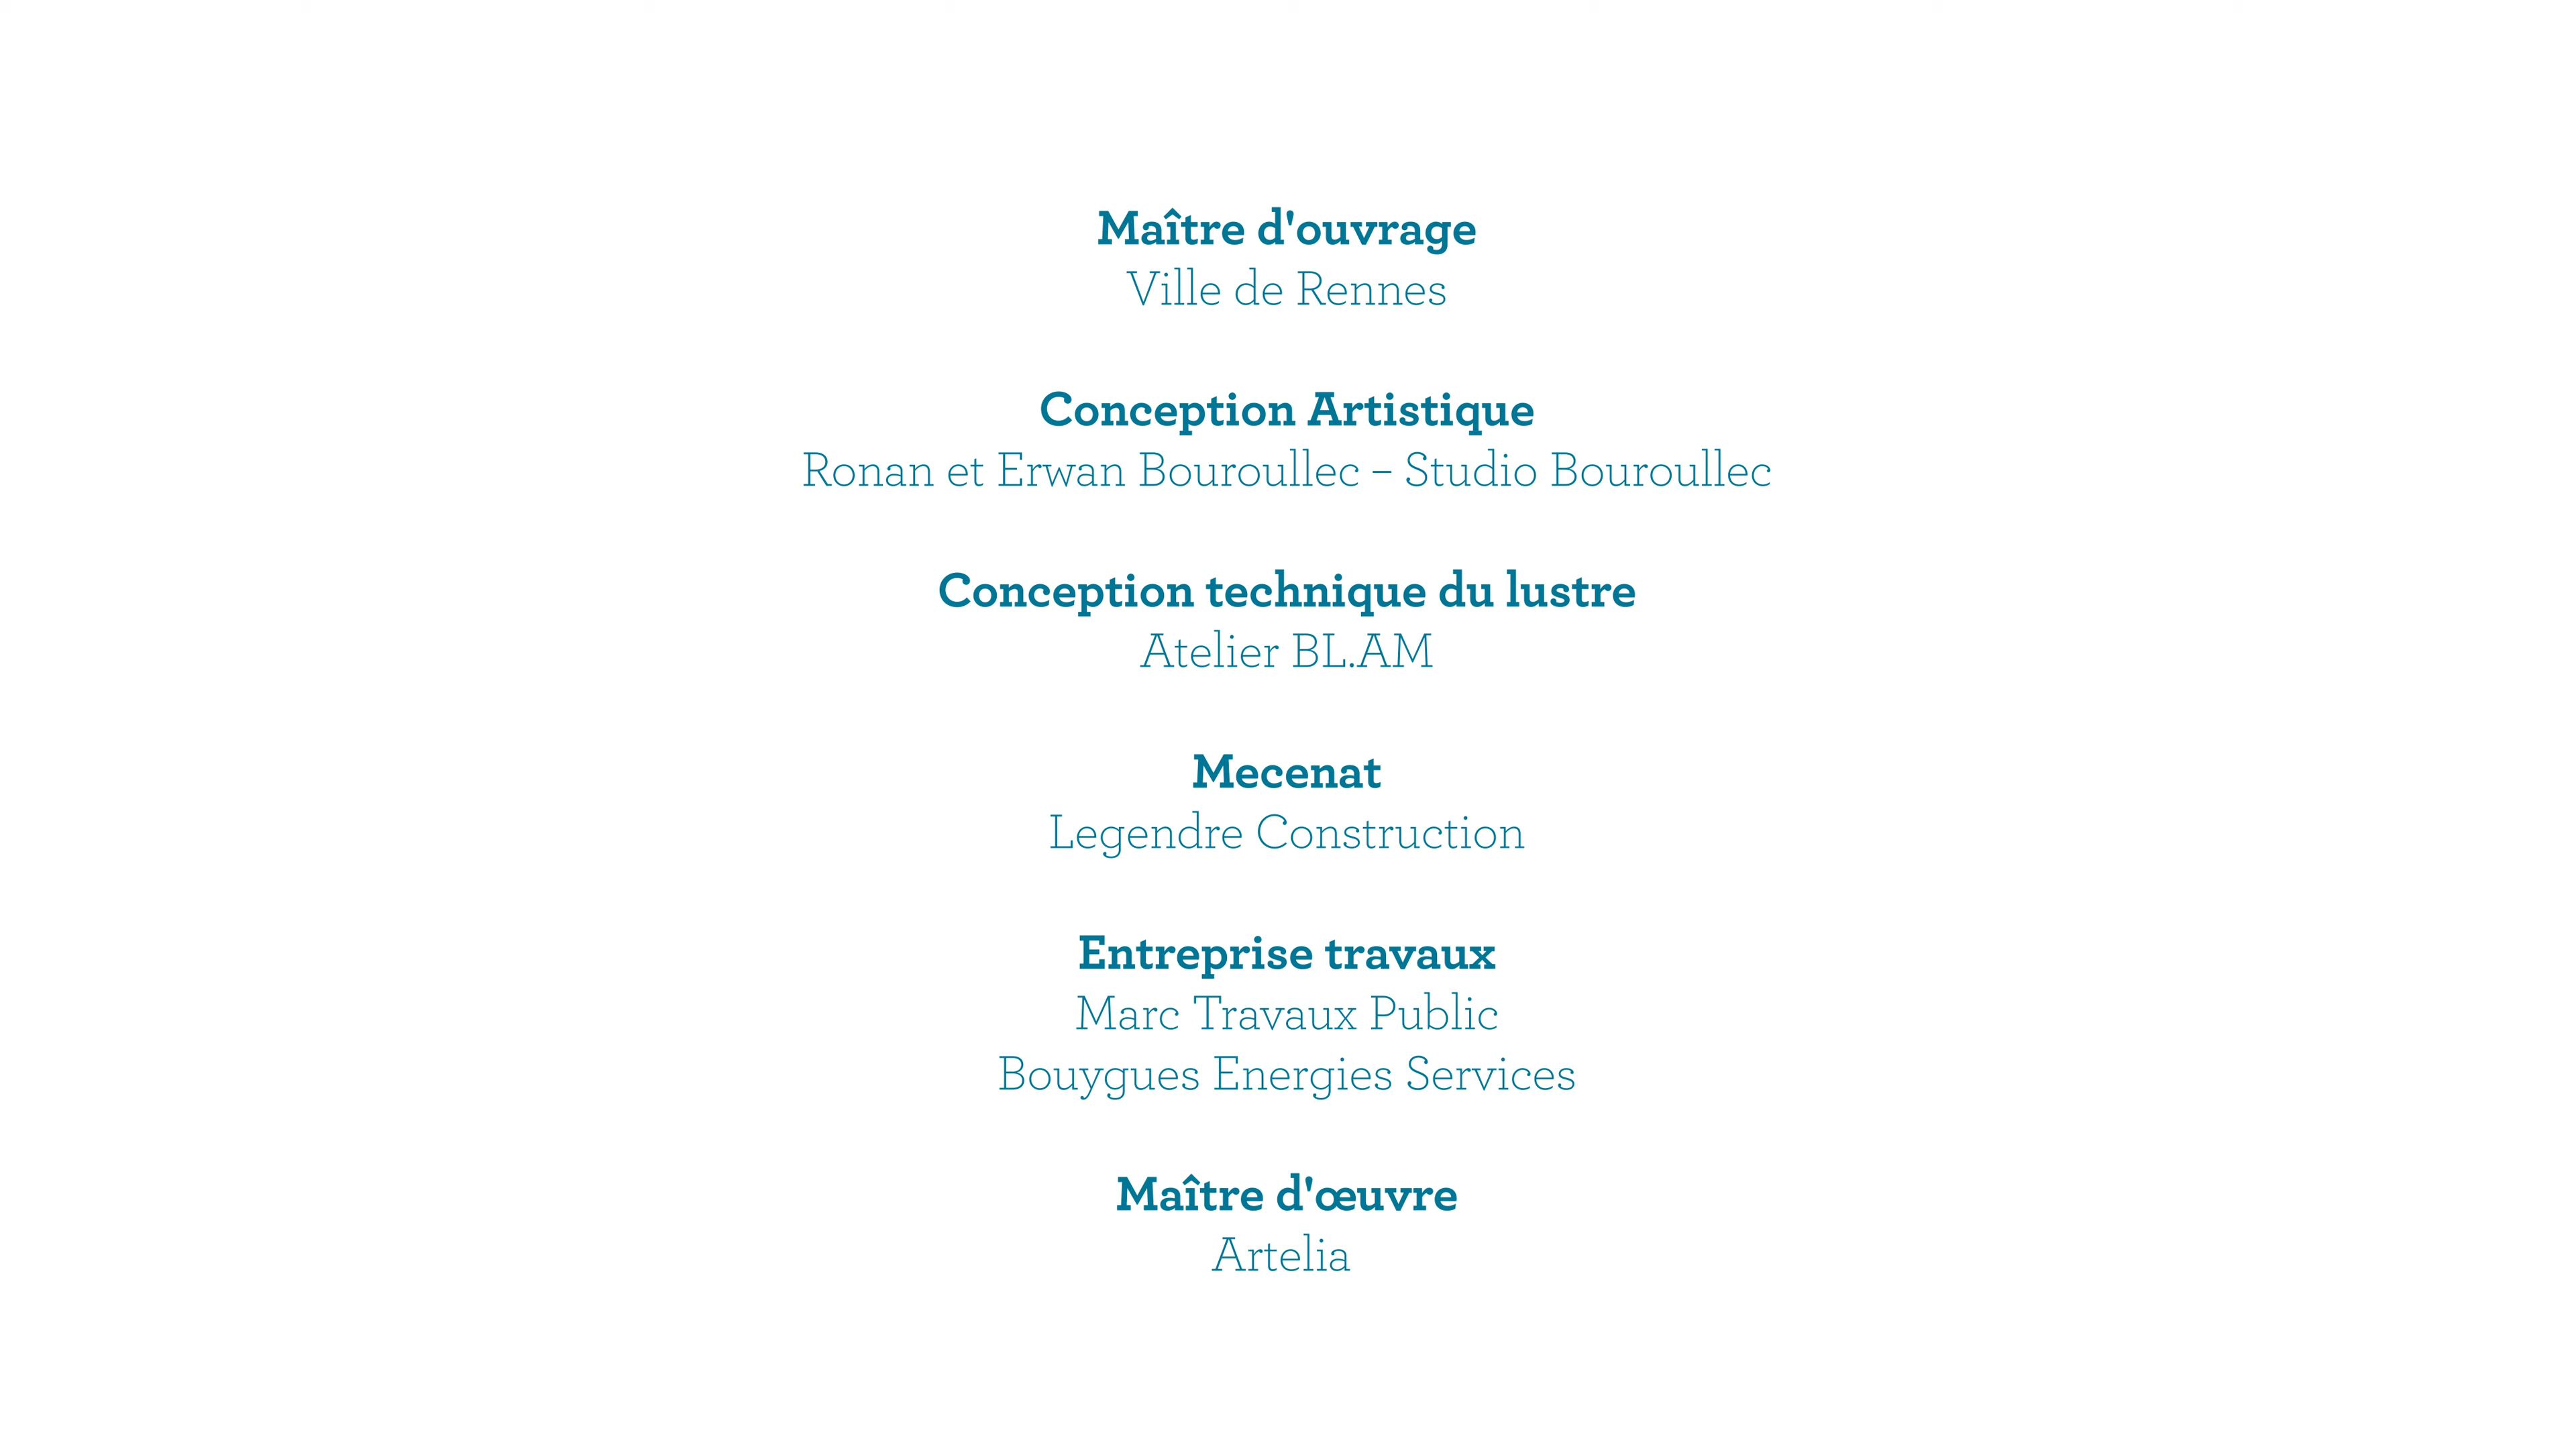 Maître d'ouvrage
Ville de Rennes
Conception Artistique
Ronan et Erwan Bouroullec – Studio Bouroullec
Conception technique du lustre
Atelier BL.AM
Mecenat
Legendre Construction
Entreprise travaux
Marc Travaux Public
Bouygues Energies Services
Maître d'œuvre
Artelia